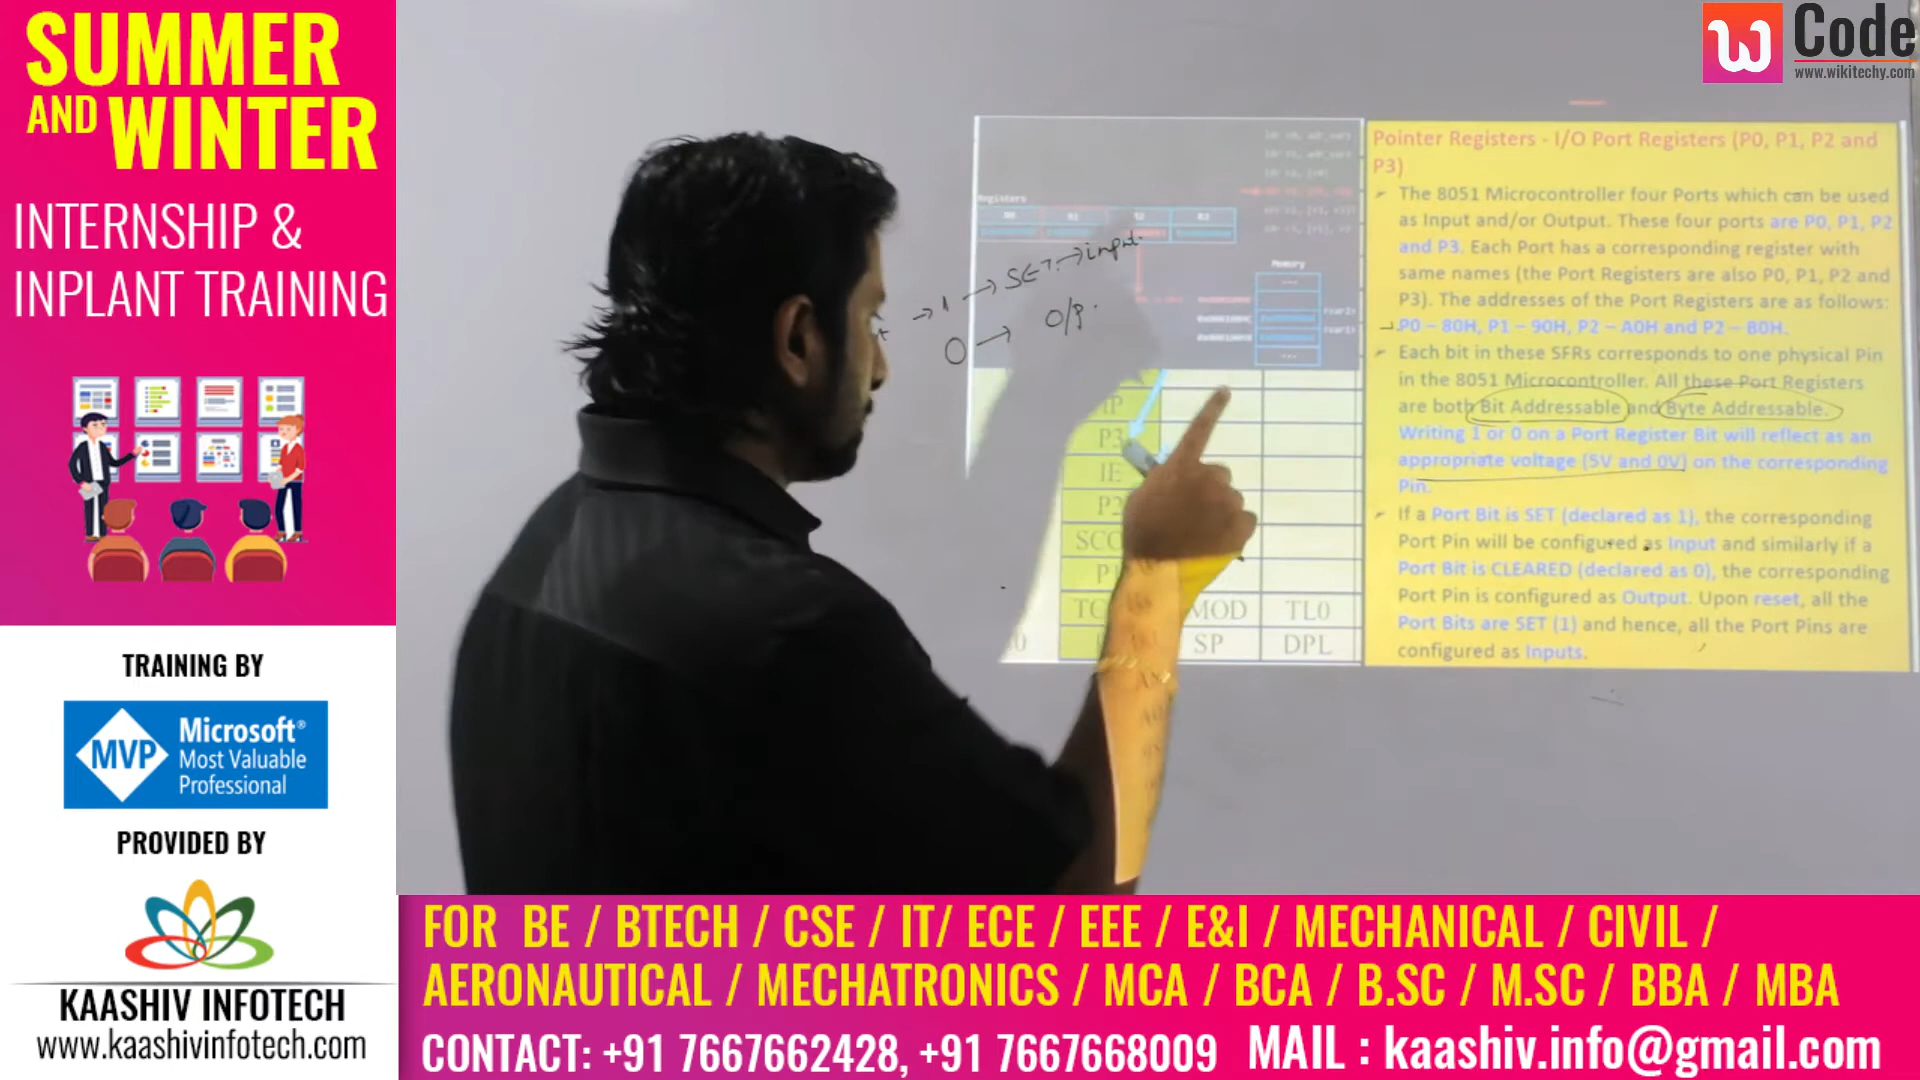 SUMMER
AND WINTER
INTERNSHIP &
INPLANT TRAINING
TRAINING BY
MVP
Microsoft®
Most Valuable
Professional
PROVIDED BY
KAASHIV INFOTECH
www.kaashivinfotech.com
W Code
www.wikitechy.com
Registers
Memory
→ 1 → SET → input.
0 → O/P.
IP
P3
IE
P2
SCO
P1
TC
MOD
TL0
SP
DPL
Pointer Registers - I/O Port Registers (P0, P1, P2 and
P3)
The 8051 Microcontroller four Ports which can be used
as Input and/or Output. These four ports are P0, P1, P2
and P3. Each Port has a corresponding register with
same names (the Port Registers are also P0, P1, P2 and
P3). The addresses of the Port Registers are as follows:
P0 – 80H, P1 – 90H, P2 – A0H and P2 – B0H.
Each bit in these SFRs corresponds to one physical Pin
in the 8051 Microcontroller. All these Port Registers
are both Bit Addressable and Byte Addressable.
Writing 1 or 0 on a Port Register Bit will reflect as an
appropriate voltage (5V and 0V) on the corresponding
Pin.
If a Port Bit is SET (declared as 1), the corresponding
Port Pin will be configured as Input and similarly if a
Port Bit is CLEARED (declared as 0), the corresponding
Port Pin is configured as Output. Upon reset, all the
Port Bits are SET (1) and hence, all the Port Pins are
configured as Inputs.
FOR BE / BTECH / CSE / IT/ ECE / EEE / E&I / MECHANICAL / CIVIL /
AERONAUTICAL / MECHATRONICS / MCA / BCA / B.SC / M.SC / BBA / MBA
CONTACT: +91 7667662428, +91 7667668009 MAIL : kaashiv.info@gmail.com